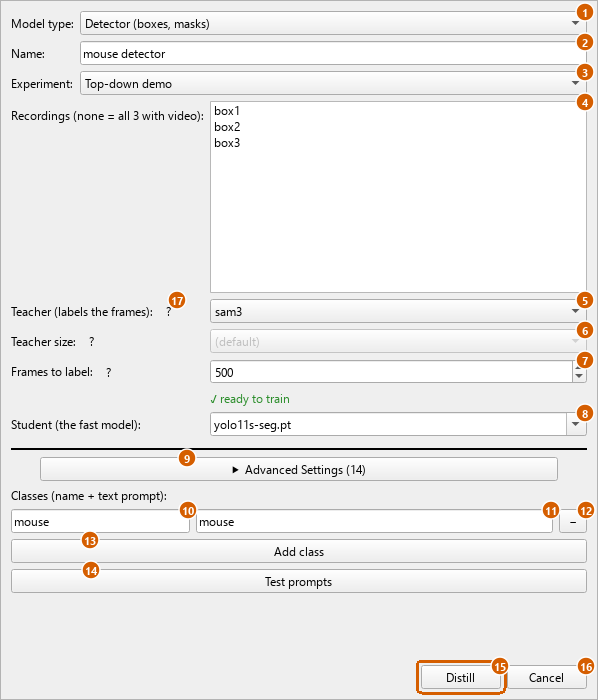 Model type: Detector (boxes, masks) 1
Name: mouse detector 2
Experiment: Top-down demo 3
Recordings (none = all 3 with video): box1 4
box2
box3
17
Teacher (labels the frames): ? sam3 5
Teacher size: ? (default) 6
Frames to label: ? 500 7
✓ ready to train
Student (the fast model): yolo11s-seg.pt 8
9
▶ Advanced Settings (14)
Classes (name + text prompt):
mouse 10 mouse 11 − 12
13
Add class
14
Test prompts
Distill 15 Cancel 16